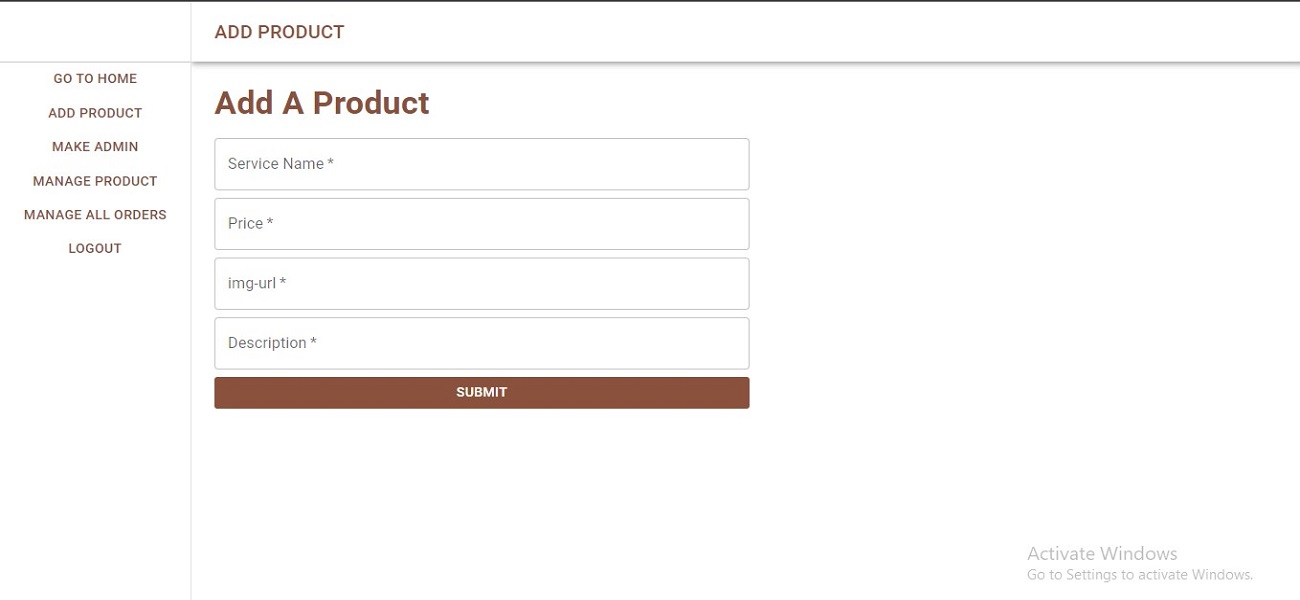 ADD PRODUCT
GO TO HOME
ADD PRODUCT
MAKE ADMIN
MANAGE PRODUCT
MANAGE ALL ORDERS
LOGOUT
Add A Product
Service Name *
Price *
img-url *
Description *
SUBMIT
Activate Windows
Go to Settings to activate Windows.